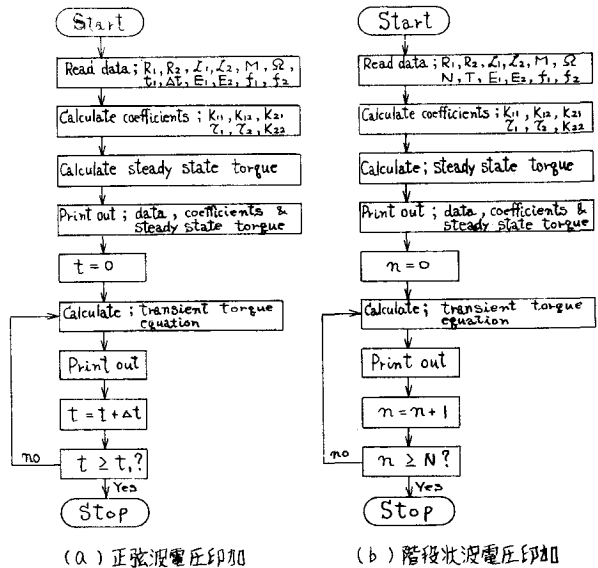 Start
Read data; R₁, R₂, L₁, L₂, M, Ω,
t₁, Δt, E₁, E₂, f₁, f₂
Calculate coefficients ; K₁₁, K₁₂, K₂₁
τ₁, τ₂, K₂₂
Calculate steady state torque
Print out ; data, coefficients &
steady state torque
t = 0
Calculate ; transient torque
equation
Print out
t = t + Δt
t ≥ t₁?
no
Yes
Stop
(a) 正弦波電圧印加
Start
Read data ; R₁, R₂, L₁, L₂, M, Ω
N, T, E₁, E₂, f₁, f₂
Calculate coefficients ; K₁₁, K₁₂, K₂₁
τ₁, τ₂, K₂₂
Calculate ; steady state torque
Print out ; data, coefficients &
steady state torque
n = 0
Calculate ; transient torque
equation
Print out
n = n + 1
n ≥ N?
no
Yes
Stop
(b) 階段状波電圧印加